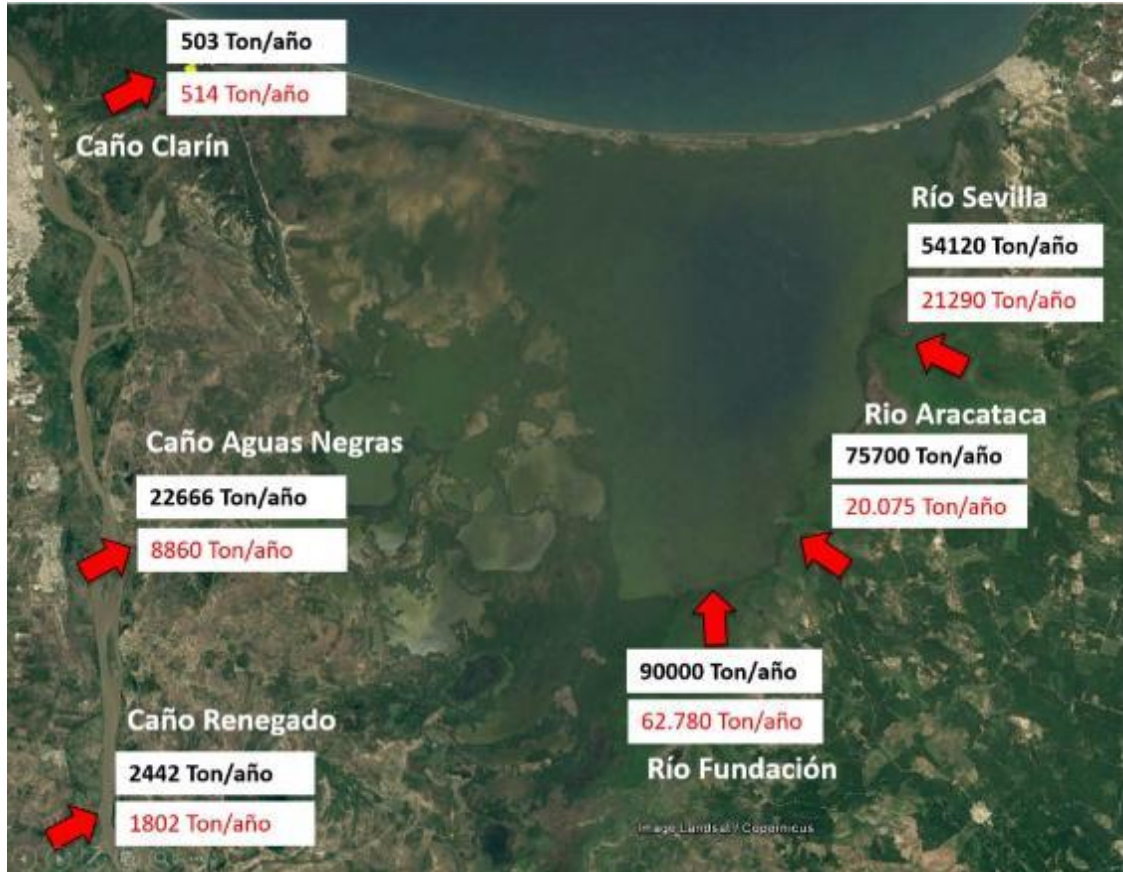 503 Ton/año
514 Ton/año
Caño Clarín
Río Sevilla
54120 Ton/año
21290 Ton/año
Rio Aracataca
75700 Ton/año
20.075 Ton/año
Caño Aguas Negras
22666 Ton/año
8860 Ton/año
90000 Ton/año
62.780 Ton/año
Río Fundación
Caño Renegado
2442 Ton/año
1802 Ton/año
Image Landsat / Copernicus